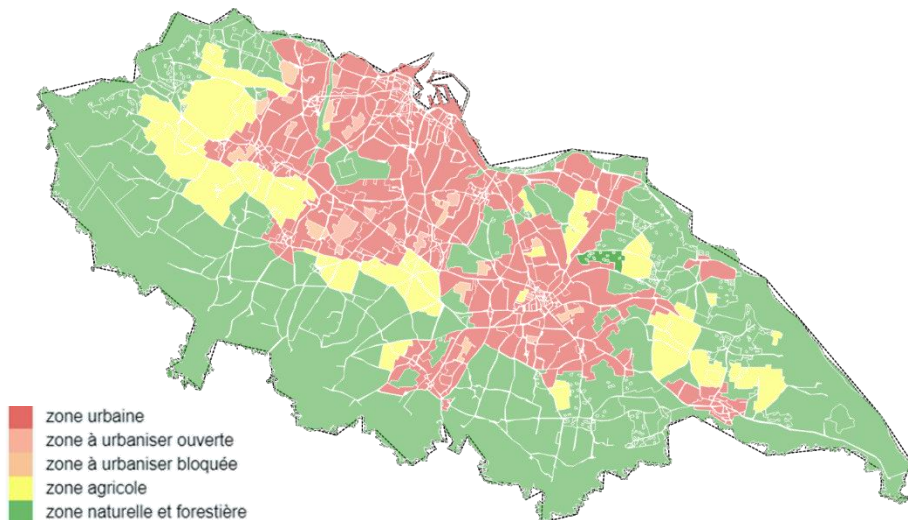 zone urbaine
zone à urbaniser ouverte
zone à urbaniser bloquée
zone agricole
zone naturelle et forestière